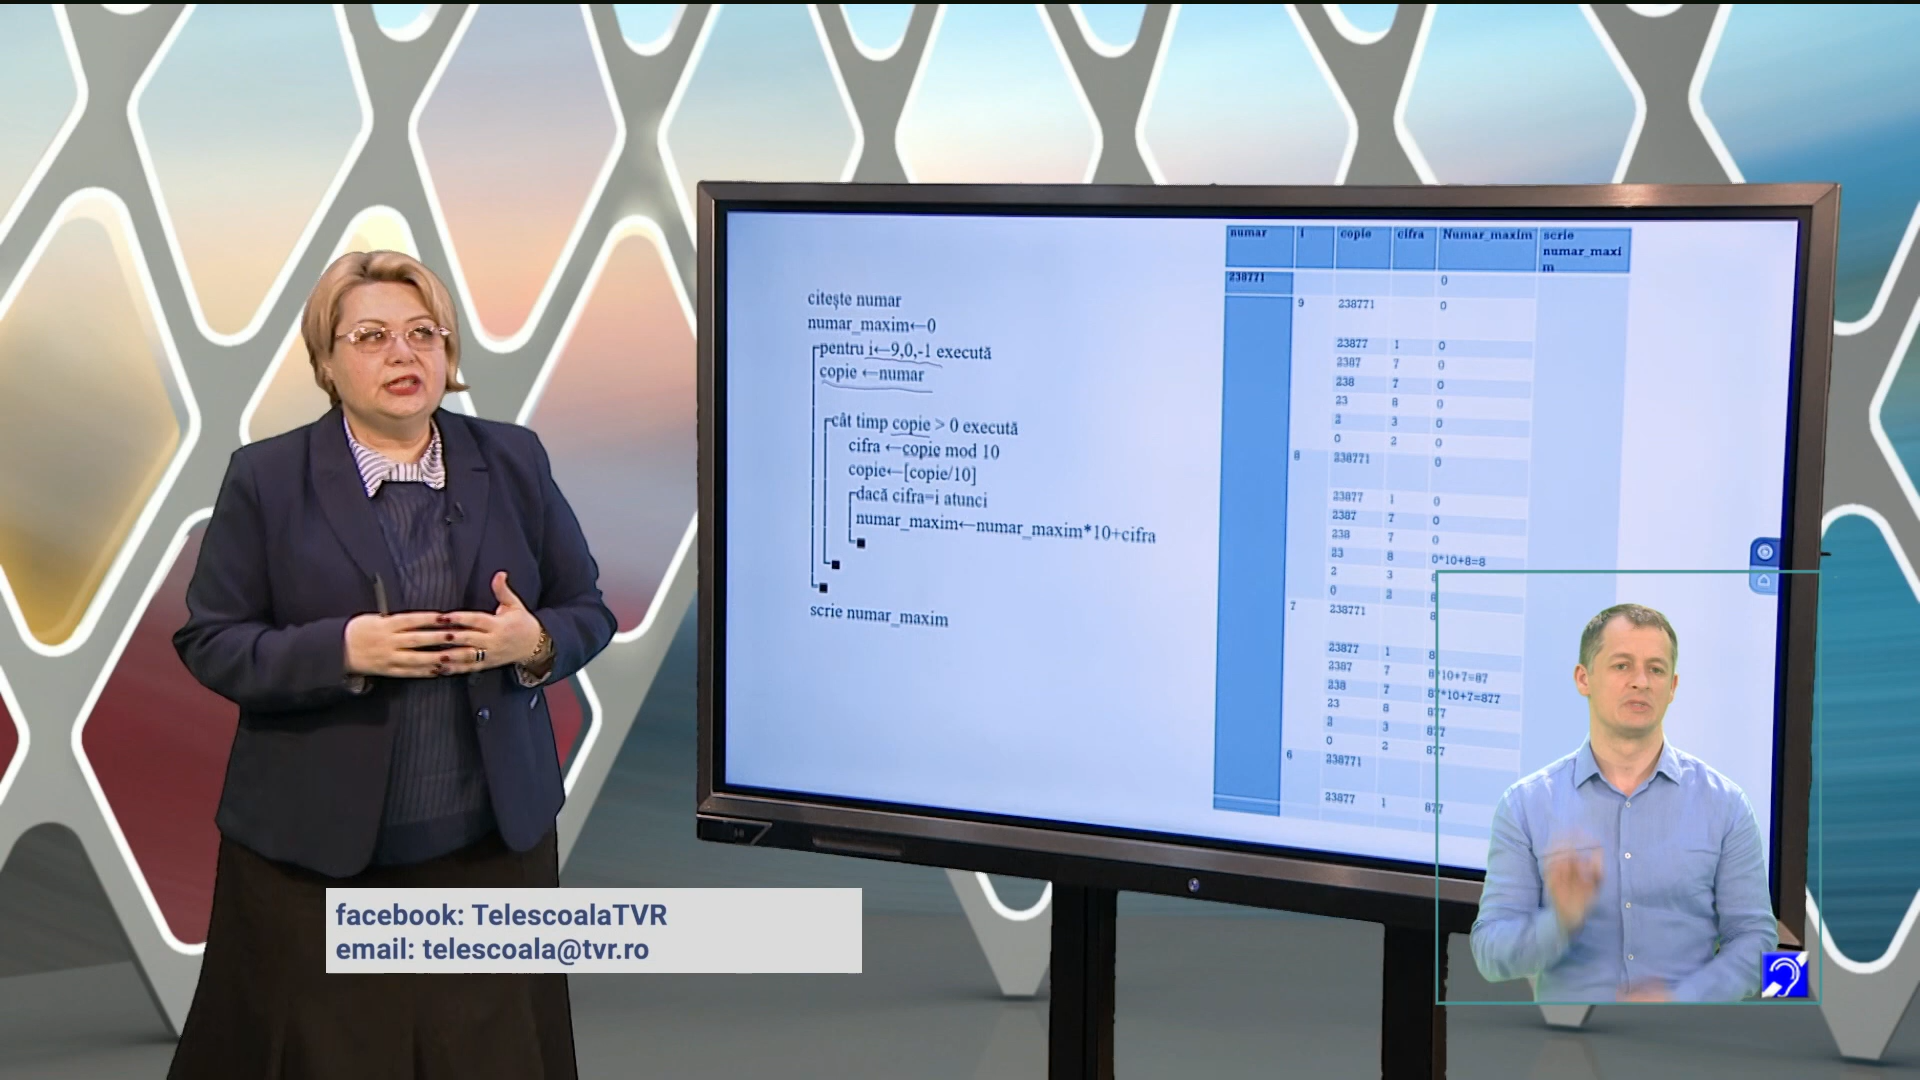 citește numar
numar_maxim←0
pentru i←9,0,-1 execută
copie ←numar
cât timp copie > 0 execută
cifra ←copie mod 10
copie←[copie/10]
dacă cifra=i atunci
numar_maxim←numar_maxim*10+cifra
scrie numar_maxim
numar i copie cifra Numar_maxim scrie numar_maxi
m
238771 0
9 238771 0
23877 1 0
2387 7 0
238 7 0
23 8 0
2 3 0
0 2 0
8 238771 0
23877 1 0
2387 7 0
238 7 0
23 8 0*10+8=8
2 3 8
0 2 8
7 238771 8
23877 1 8
2387 7 8*10+7=87
238 7 87*10+7=877
23 8 877
2 3 877
0 2 877
6 238771
23877 1 877
facebook: TelescoalaTVR
email: telescoala@tvr.ro